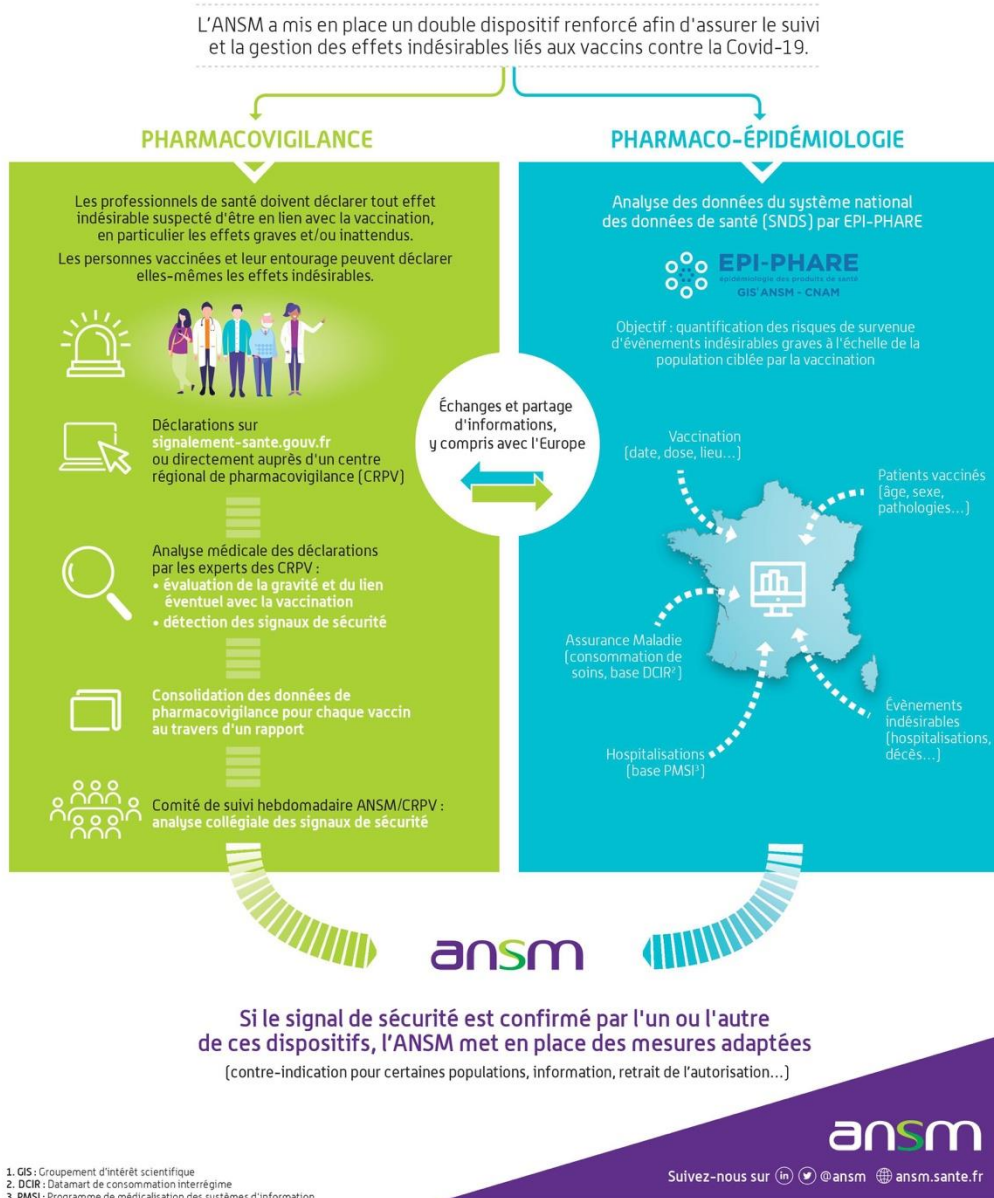 L'ANSM a mis en place un double dispositif renforcé afin d'assurer le suivi
et la gestion des effets indésirables liés aux vaccins contre la Covid-19.
PHARMACOVIGILANCE
Les professionnels de santé doivent déclarer tout effet
indésirable suspecté d'être en lien avec la vaccination,
en particulier les effets graves et/ou inattendus.
Les personnes vaccinées et leur entourage peuvent déclarer
elles-mêmes les effets indésirables.
Déclarations sur
signalement-sante.gouv.fr
ou directement auprès d'un centre
régional de pharmacovigilance (CRPV)
Analyse médicale des déclarations
par les experts des CRPV :
• évaluation de la gravité et du lien
éventuel avec la vaccination
• détection des signaux de sécurité
Consolidation des données de
pharmacovigilance pour chaque vaccin
au travers d'un rapport
Comité de suivi hebdomadaire ANSM/CRPV :
analyse collégiale des signaux de sécurité
Échanges et partage
d'informations,
y compris avec l'Europe
PHARMACO-ÉPIDÉMIOLOGIE
Analyse des données du système national
des données de santé (SNDS) par EPI-PHARE
EPI-PHARE
épidémiologie des produits de santé
GIS¹ ANSM - CNAM
Objectif : quantification des risques de survenue
d'évènements indésirables graves à l'échelle de la
population ciblée par la vaccination
Vaccination
(date, dose, lieu...)
Patients vaccinés
(âge, sexe,
pathologies...)
Assurance Maladie
(consommation de
soins, base DCIR²)
Évènements
indésirables
(hospitalisations,
décès...)
Hospitalisations
(base PMSI³)
ansm
Si le signal de sécurité est confirmé par l'un ou l'autre
de ces dispositifs, l'ANSM met en place des mesures adaptées
(contre-indication pour certaines populations, information, retrait de l'autorisation...)
ansm
Suivez-nous sur in @ansm ansm.sante.fr
1. GIS : Groupement d'intérêt scientifique
2. DCIR : Datamart de consommation interrégime
3. PMSI : Programme de médicalisation des systèmes d'information